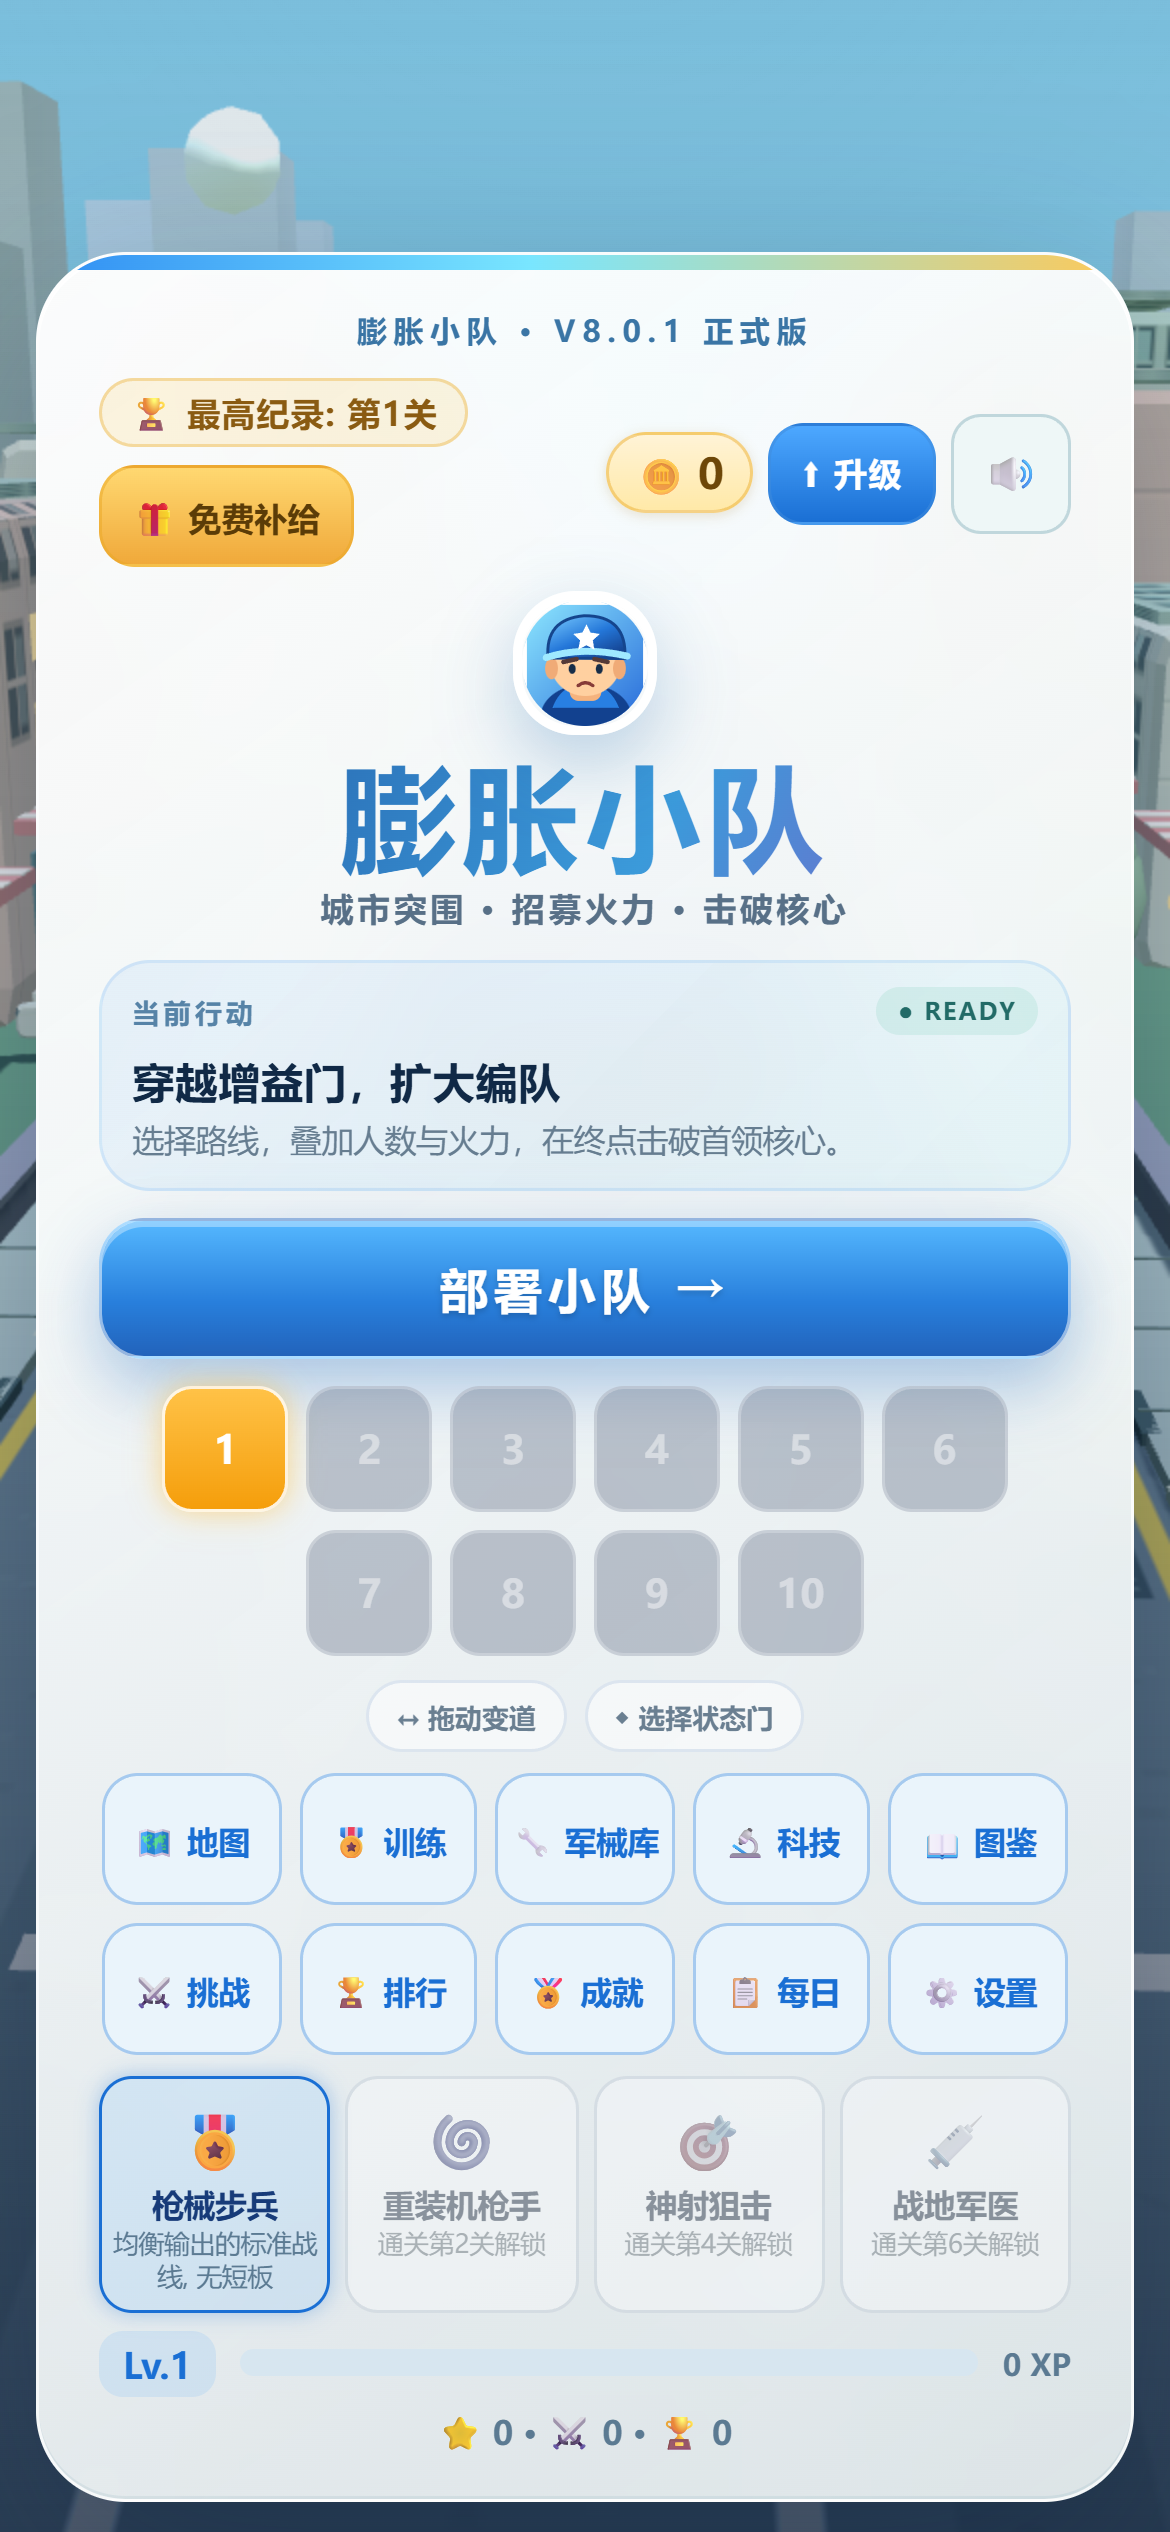 膨胀小队 • V8.0.1 正式版
🏆 最高纪录: 第1关
🎁 免费补给
0
⬆ 升级
膨胀小队
城市突围 • 招募火力 • 击破核心
当前行动
● READY
穿越增益门，扩大编队
选择路线，叠加人数与火力，在终点击破首领核心。
部署小队 →
1 2 3 4 5 6
7 8 9 10
↔ 拖动变道 ◆ 选择状态门
地图 训练 军械库 科技 图鉴
挑战 排行 成就 每日 设置
枪械步兵
均衡输出的标准战
线, 无短板
重装机枪手
通关第2关解锁
神射狙击
通关第4关解锁
战地军医
通关第6关解锁
Lv.1
0 XP
⭐ 0 • ⚔ 0 • 🏆 0